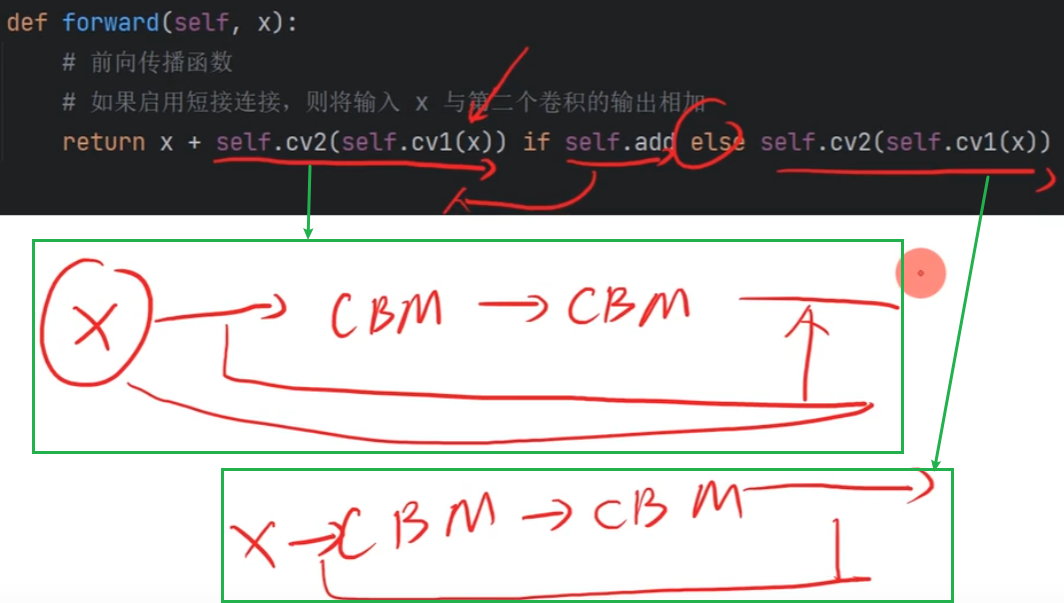 def forward(self, x):
# 前向传播函数
# 如果启用短接连接，则将输入 x 与第二个卷积的输出相加
return x + self.cv2(self.cv1(x)) if self.add else self.cv2(self.cv1(x))
X → CBM → CBM
X → CBM → CBM